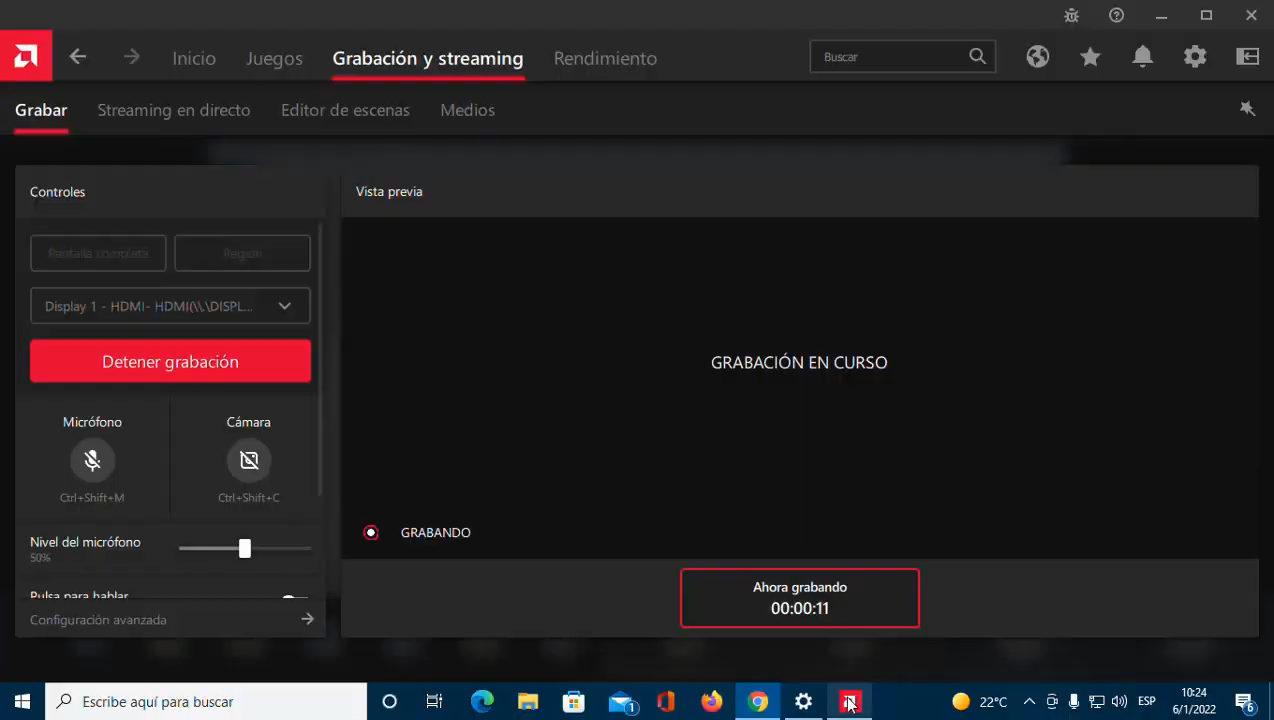 Inicio
Juegos
Grabación y streaming
Rendimiento
Buscar
Grabar
Streaming en directo
Editor de escenas
Medios
Controles
Vista previa
Pantalla completa
Región
Display 1 - HDMI- HDMI(\\.\DISPL...
Detener grabación
GRABACIÓN EN CURSO
Micrófono
Cámara
Ctrl+Shift+M
Ctrl+Shift+C
GRABANDO
Nivel del micrófono
50%
Ahora grabando
00:00:11
Pulsa para hablar
Configuración avanzada
Escribe aquí para buscar
1
22°C
ESP
10:24
6/1/2022
6